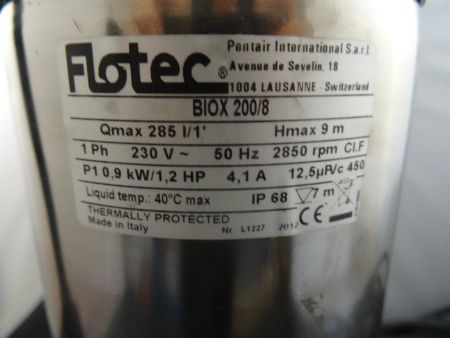 Flotec®
Pentair International S.a.r.l.
Avenue de Sevelin, 18
1004 LAUSANNE - Switzerland
BIOX 200/8
Qmax 285 l/1' Hmax 9 m
1 Ph 230 V ~ 50 Hz 2850 rpm Cl.F
P1 0,9 kW/1,2 HP 4,1 A 12,5µF/c 450
Liquid temp.: 40°C max IP 68 7 m
THERMALLY PROTECTED
Made in Italy
Nr. L1227 2012
CE